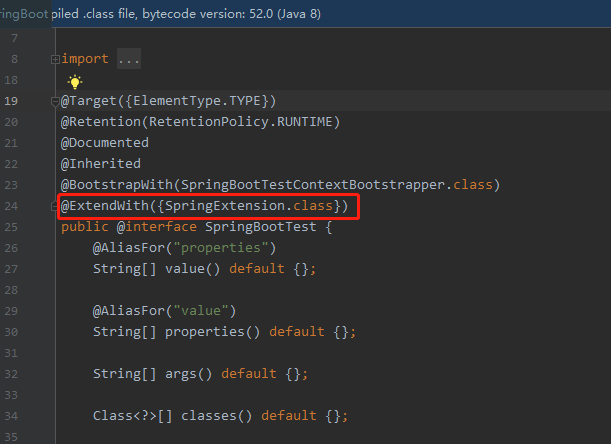 ringBoot piled .class file, bytecode version: 52.0 (Java 8)
7
8 import ...
18
19 @Target({ElementType.TYPE})
20 @Retention(RetentionPolicy.RUNTIME)
21 @Documented
22 @Inherited
23 @BootstrapWith(SpringBootTestContextBootstrapper.class)
24 @ExtendWith({SpringExtension.class})
25 public @interface SpringBootTest {
26 @AliasFor("properties")
27 String[] value() default {};
28
29 @AliasFor("value")
30 String[] properties() default {};
31
32 String[] args() default {};
33
34 Class<?>[] classes() default {};
35